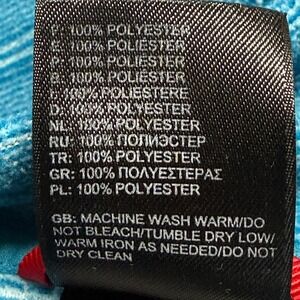 F: 100% POLYESTER
E: 100% POLIESTER
P: 100% POLIESTER
B: 100% POLYESTER
I: 100% POLIESTERE
D: 100% POLYESTER
NL: 100% POLYESTER
RU: 100% ПОЛИЭСТЕР
TR: 100% POLYESTER
GR: 100% ΠΟΛΥΕΣΤΕΡΑΣ
PL: 100% POLYESTER
GB: MACHINE WASH WARM/DO
NOT BLEACH/TUMBLE DRY LOW/
WARM IRON AS NEEDED/DO NOT
DRY CLEAN